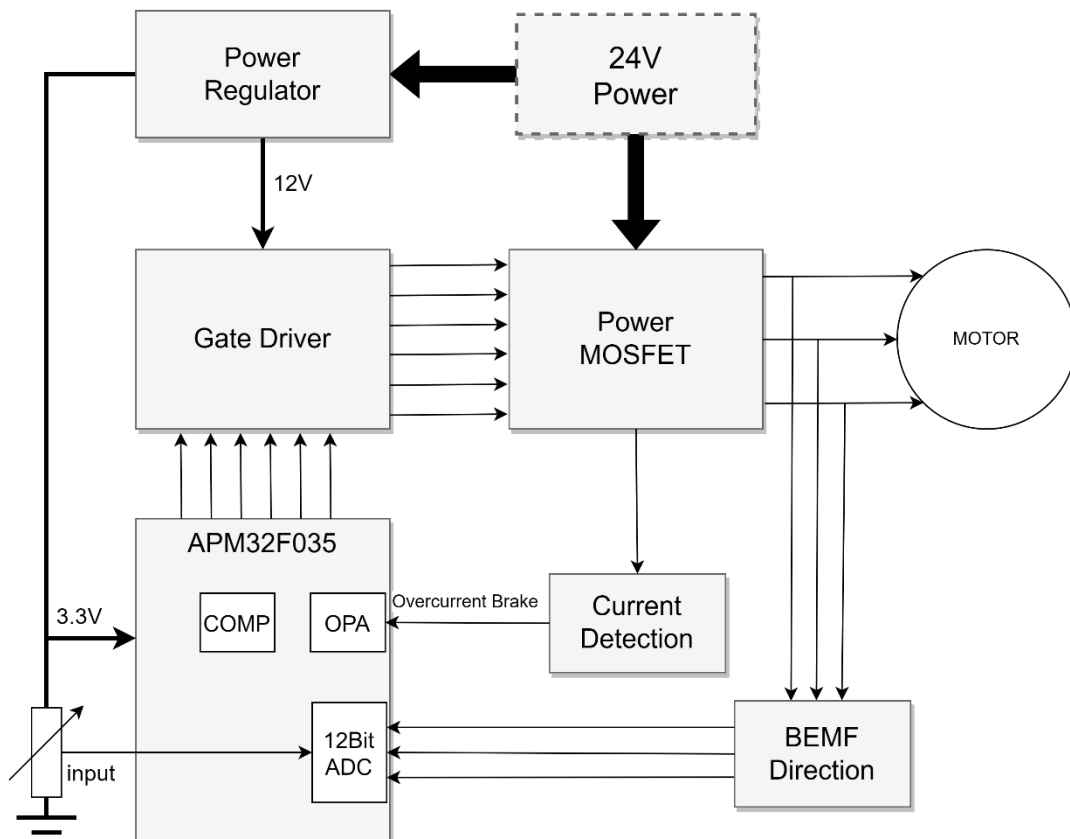 Power
Regulator
24V
Power
12V
Gate Driver
Power
MOSFET
MOTOR
APM32F035
3.3V
COMP
OPA
Overcurrent Brake
Current
Detection
12Bit
ADC
input
BEMF
Direction